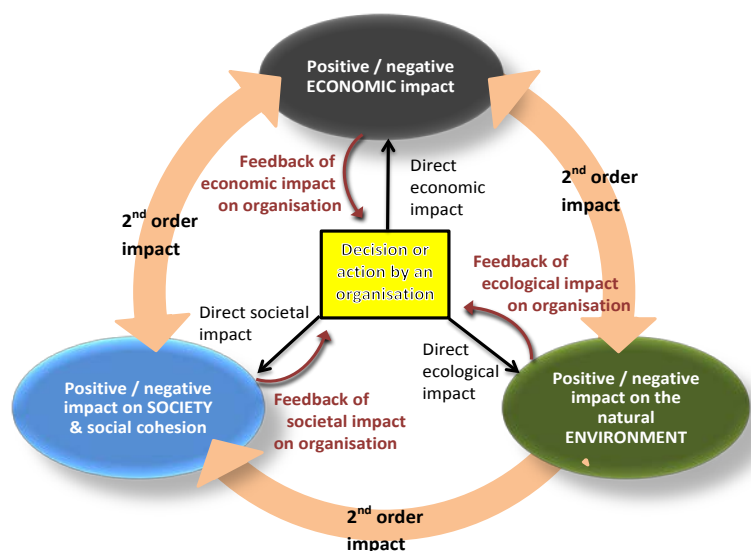 Positive / negative
ECONOMIC impact
Feedback of
economic impact
on organisation
Direct
economic
impact
2nd order
impact
2nd order
impact
Decision or
action by an
organisation
Feedback of
ecological impact
on organisation
Direct societal
impact
Direct
ecological
impact
Positive / negative
impact on SOCIETY
& social cohesion
Feedback of
societal impact
on organisation
Positive / negative
impact on the
natural
ENVIRONMENT
2nd order
impact